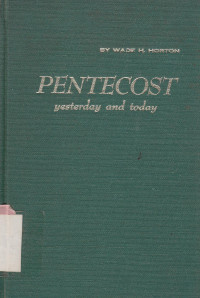 BY WADE H. HORTON
PENTECOST
yesterday and today